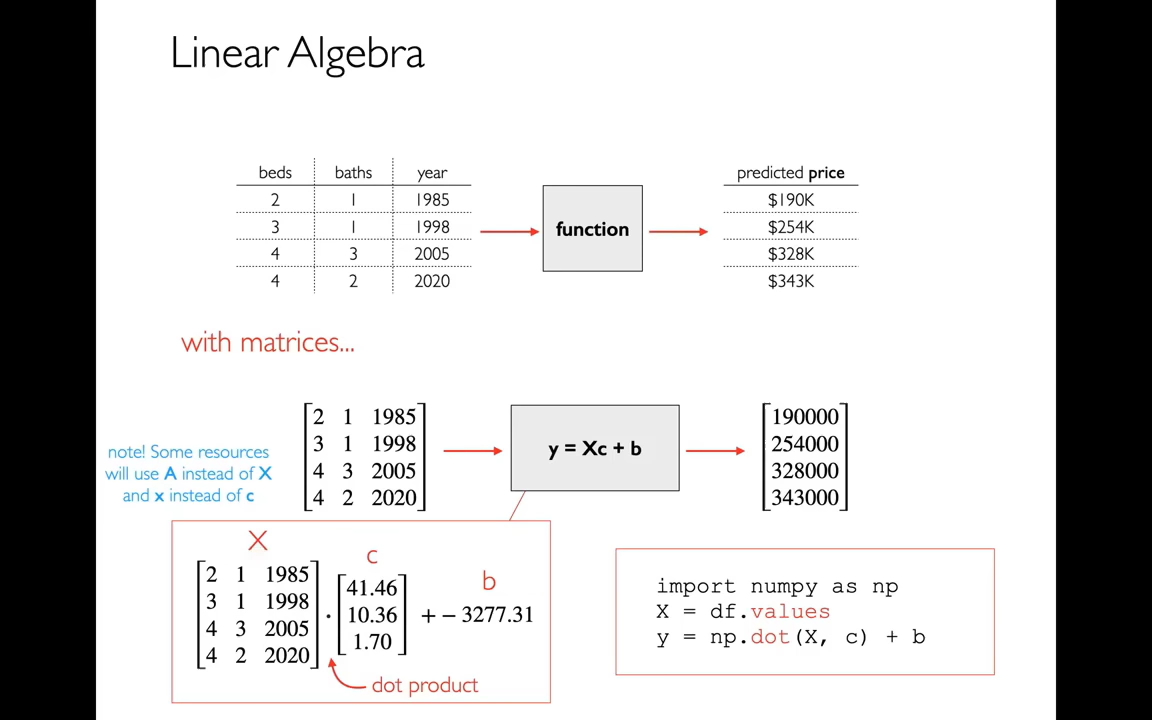 Linear Algebra
beds baths year
2 1 1985
3 1 1998
4 3 2005
4 2 2020
function
predicted price
$190K
$254K
$328K
$343K
with matrices...
note! Some resources
will use A instead of X
and x instead of c
2 1 1985
3 1 1998
4 3 2005
4 2 2020
y = Xc + b
190000
254000
328000
343000
X
2 1 1985
3 1 1998
4 3 2005
4 2 2020
·
c
41.46
10.36
1.70
b
+ − 3277.31
dot product
import numpy as np
X = df.values
y = np.dot(X, c) + b